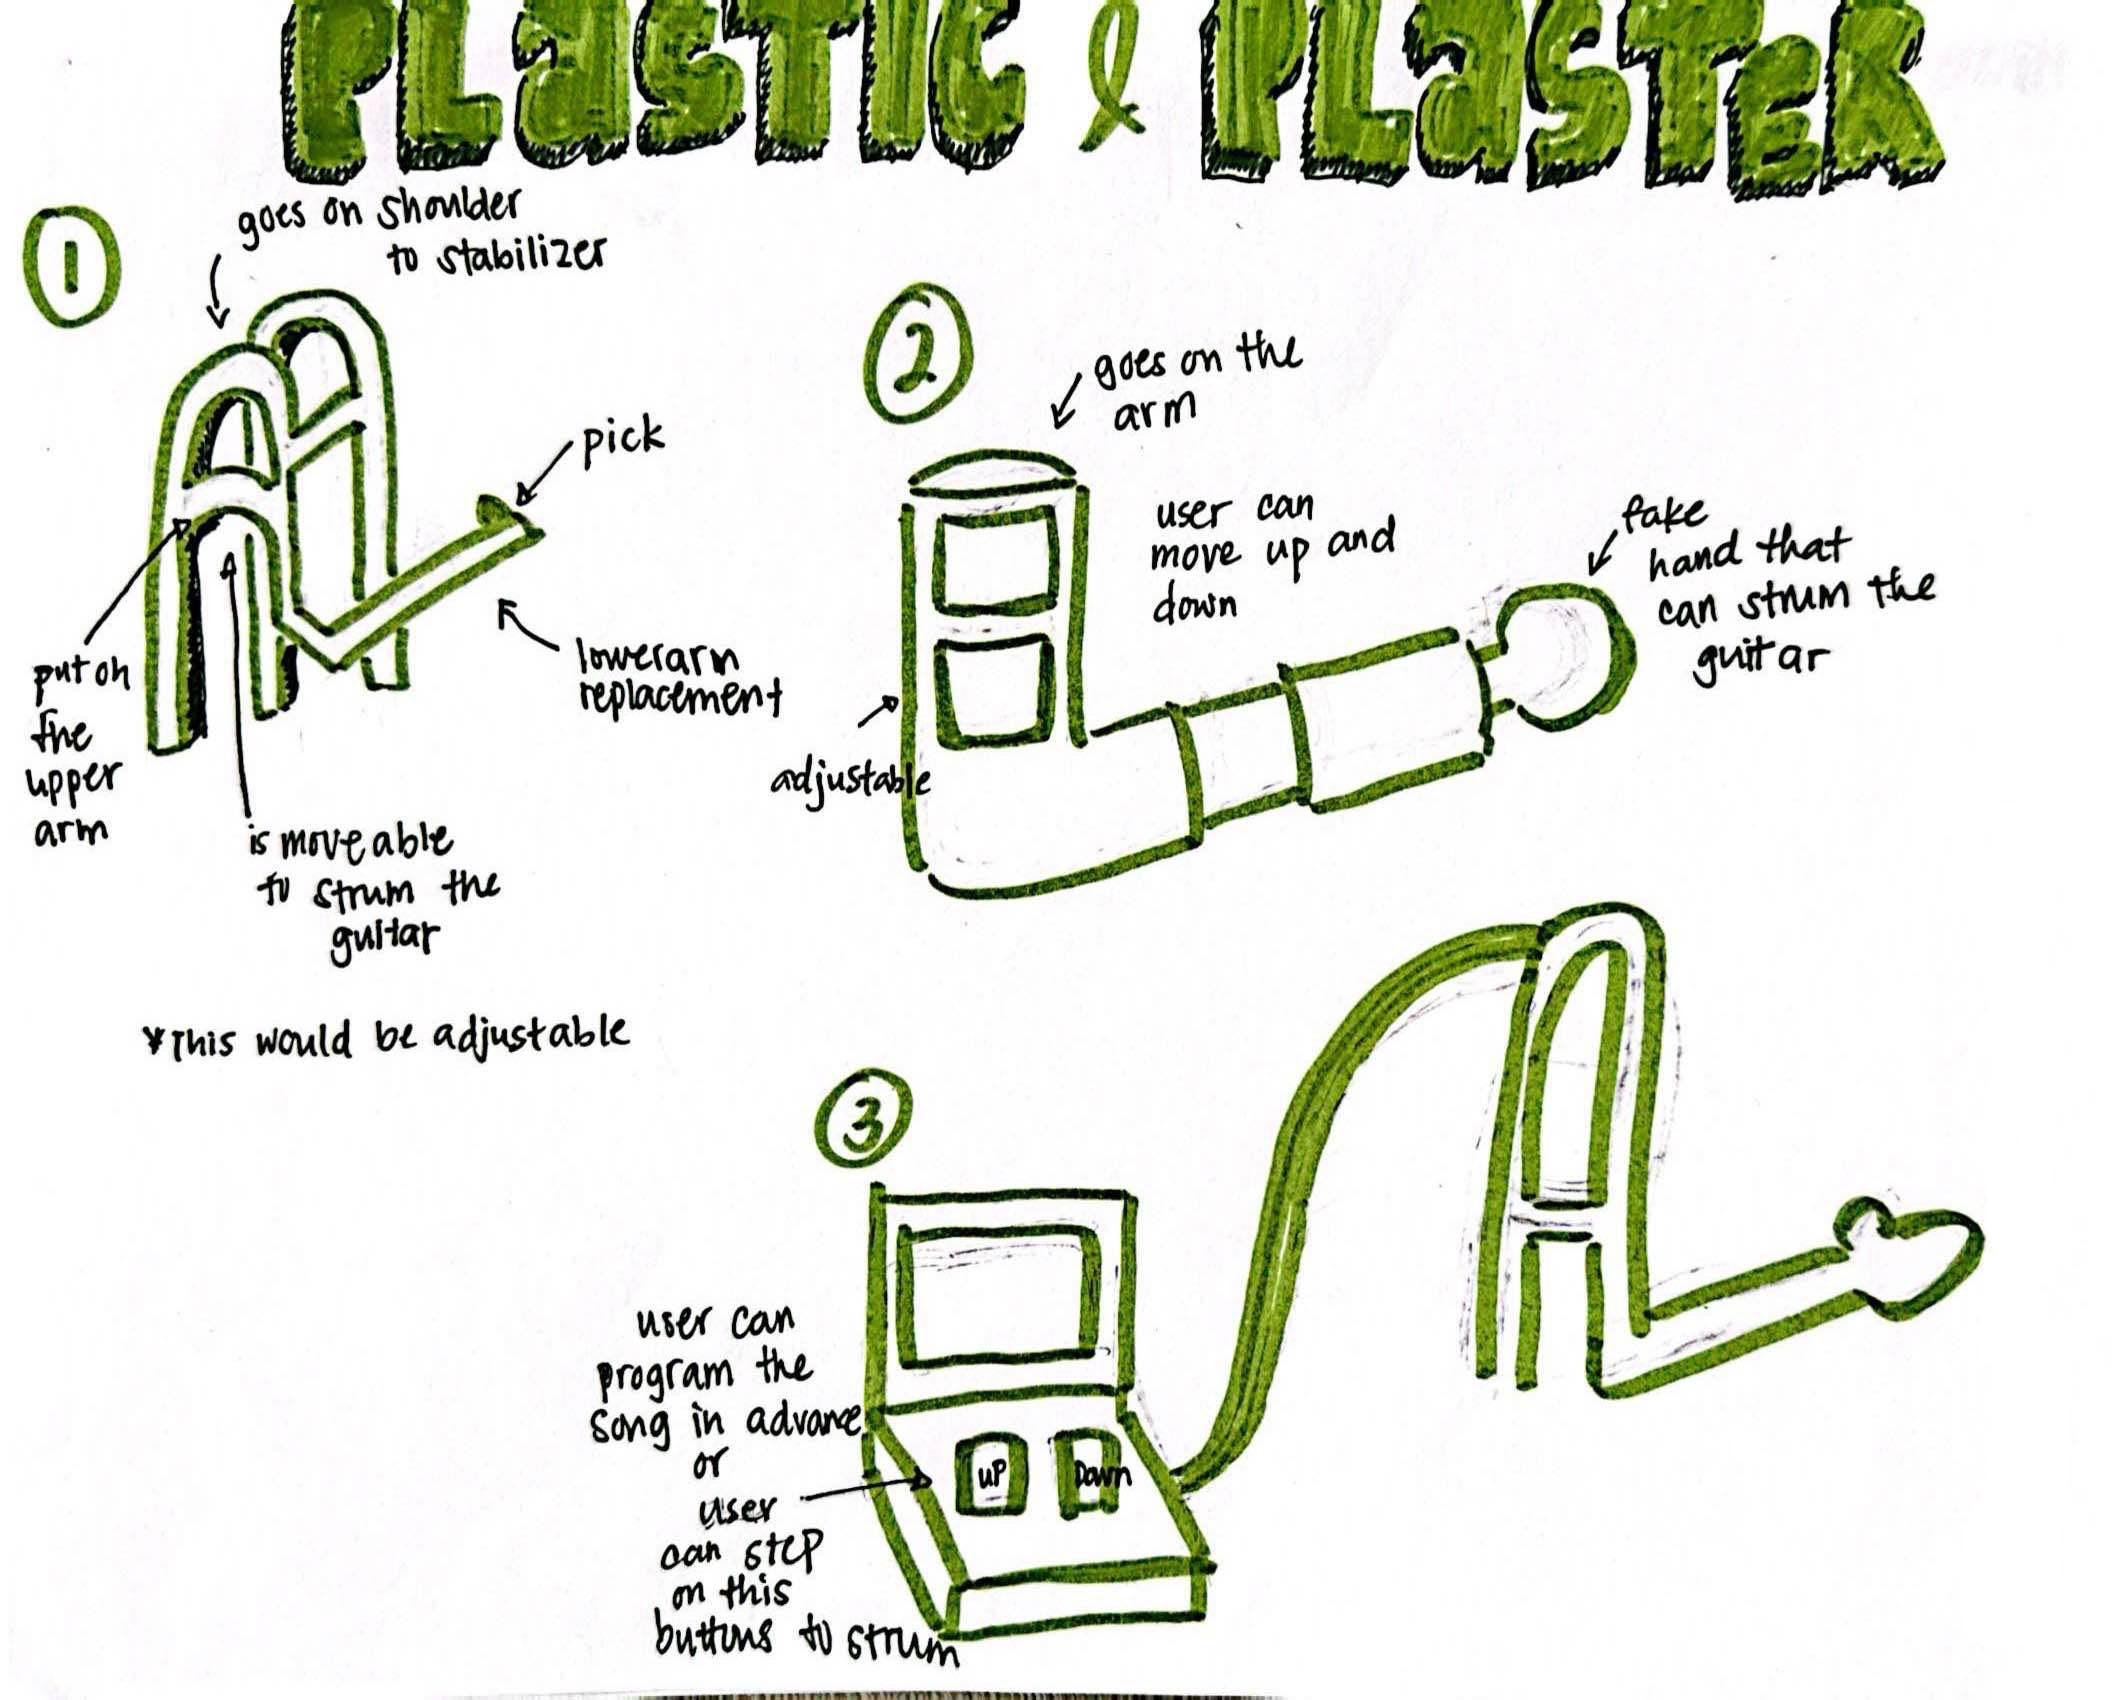 PLaSTIC & PLaSTER
1
goes on shoulder
to stabilizer
pick
put on
the
upper
arm
lowerarm
replacement
is moveable
to strum the
guitar
*This would be adjustable
2
goes on the
arm
user can
move up and
down
fake
hand that
can strum the
guitar
adjustable
3
user can
program the
song in advance
or
user
can step
on this
buttons to strum
UP
Down